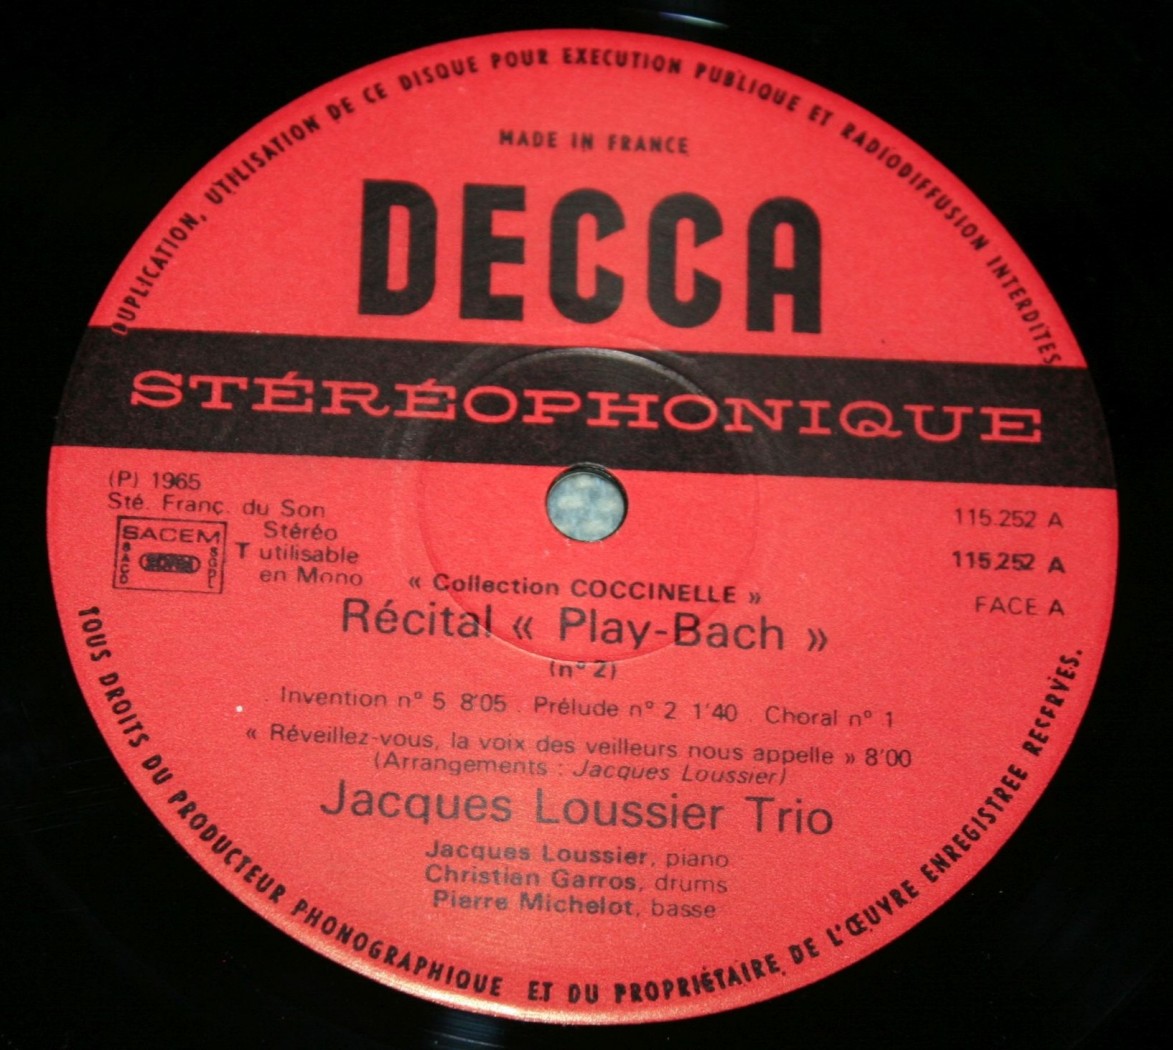 DUPLICATION, UTILISATION DE CE DISQUE POUR EXECUTION PUBLIQUE ET RADIODIFFUSION INTERDITES
MADE IN FRANCE
DECCA
STÉRÉOPHONIQUE
(P) 1965
Sté. Franç. du Son
Stéréo
T utilisable
en Mono
SACEM
SACD
SGDL
115.252 A
115.252 A
FACE A
« Collection COCCINELLE »
Récital « Play-Bach »
(n° 2)
. Invention n° 5 8'05 . Prélude n° 2 1'40 . Choral n° 1
« Réveillez-vous, la voix des veilleurs nous appelle » 8'00
(Arrangements : Jacques Loussier)
Jacques Loussier Trio
Jacques Loussier, piano
Christian Garros, drums
Pierre Michelot, basse
TOUS DROITS DU PRODUCTEUR PHONOGRAPHIQUE ET DU PROPRIÉTAIRE DE L'ŒUVRE ENREGISTREE RESERVES.